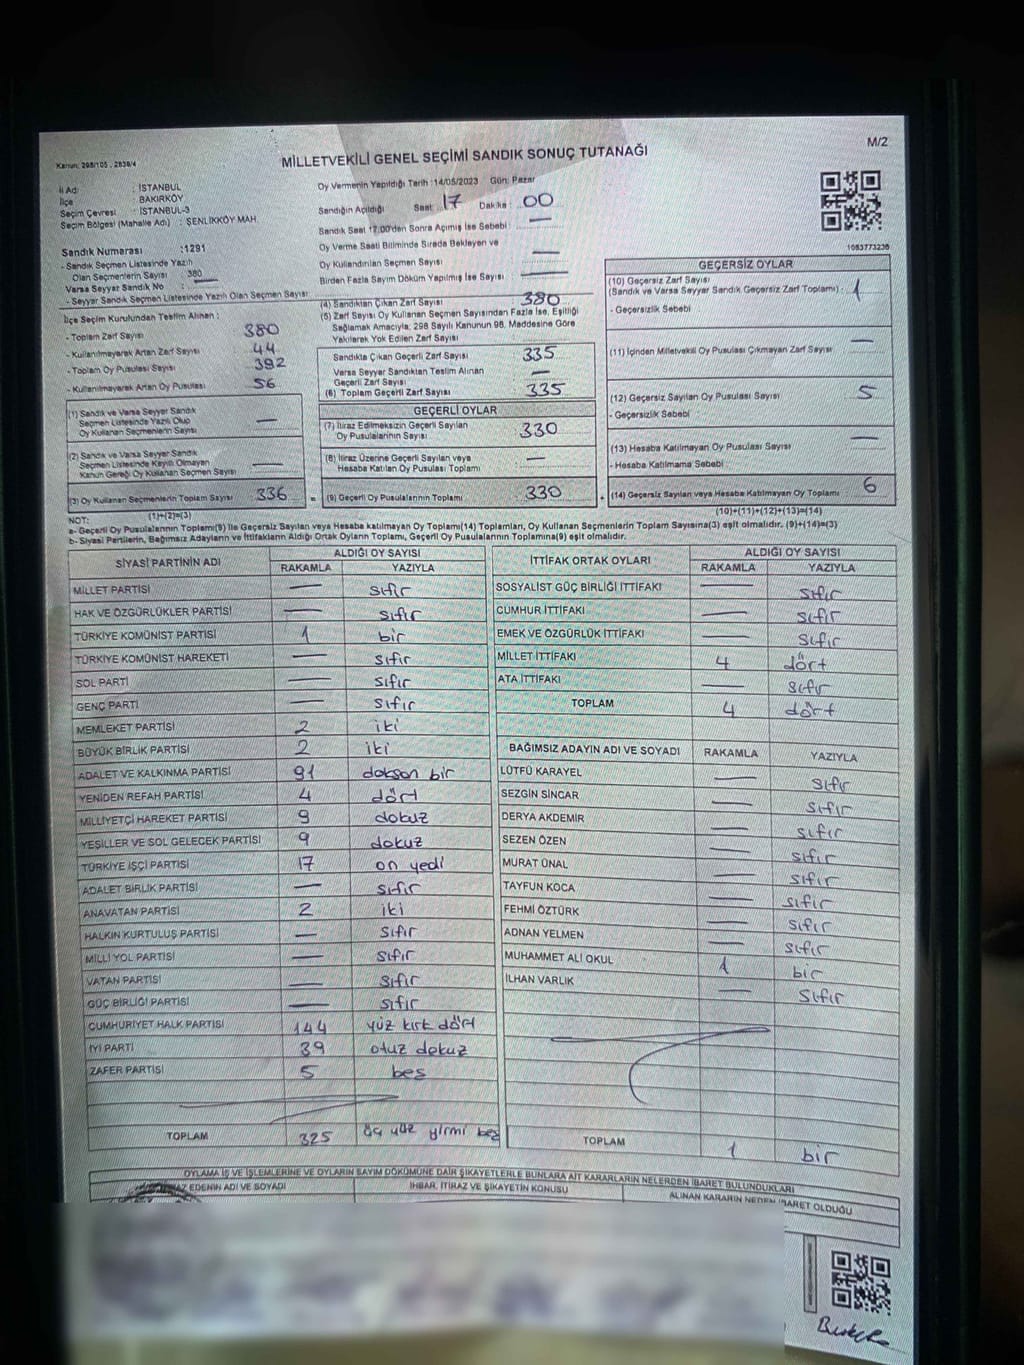 M/2
Kanun: 298/105 , 2839/4
MİLLETVEKİLİ GENEL SEÇİMİ SANDIK SONUÇ TUTANAĞI
İl Adı : İSTANBUL
İlçe : BAKIRKÖY
Seçim Çevresi : İSTANBUL-3
Seçim Bölgesi (Mahalle Adı) : ŞENLİKKÖY MAH.
Sandık Numarası :1291
- Sandık Seçmen Listesinde Yazılı
Olan Seçmenlerin Sayısı 380
Varsa Seyyar Sandık No :
- Seyyar Sandık Seçmen Listesinde Yazılı Olan Seçmen Sayısı
İlçe Seçim Kurulundan Teslim Alınan :
- Toplam Zarf Sayısı 380
- Kullanılmayarak Artan Zarf Sayısı 44
- Toplam Oy Pusulası Sayısı 392
- Kullanılmayarak Artan Oy Pusulası 56
(1) Sandık ve Varsa Seyyar Sandık
Seçmen Listesinde Yazılı Olup
Oy Kullanan Seçmenlerin Sayısı —
(2) Sandık ve Varsa Seyyar Sandık
Seçmen Listesinde Kayıtlı Olmayan
Kanun Gereği Oy Kullanan Seçmen Sayısı —
(3) Oy Kullanan Seçmenlerin Toplam Sayısı 336
(1)+(2)=(3)
Oy Vermenin Yapıldığı Tarih :14/05/2023 Gün: Pazar
Sandığın Açıldığı Saat: 17 Dakika: 00
Sandık Saat 17:00'den Sonra Açımış İse Sebebi : —
Oy Verme Saati Bitiminde Sırada Bekleyen ve
Oy Kullandırılan Seçmen Sayısı —
Birden Fazla Sayım Döküm Yapılmış İse Sayısı —
(4) Sandıktan Çıkan Zarf Sayısı 380
(5) Zarf Sayısı Oy Kullanan Seçmen Sayısından Fazla İse, Eşitliği
Sağlamak Amacıyla, 298 Sayılı Kanunun 98. Maddesine Göre
Yakılarak Yok Edilen Zarf Sayısı
Sandıkta Çıkan Geçerli Zarf Sayısı 335
Varsa Seyyar Sandıktan Teslim Alınan
Geçerli Zarf Sayısı —
(6) Toplam Geçerli Zarf Sayısı 335
GEÇERLİ OYLAR
(7) İtiraz Edilmeksizin Geçerli Sayılan
Oy Pusulalarının Sayısı 330
(8) İtiraz Üzerine Geçerli Sayılan veya
Hesaba Katılan Oy Pusulası Toplamı —
= (9) Geçerli Oy Pusulalarının Toplamı 330 +
1083773236
GEÇERSİZ OYLAR
(10) Geçersiz Zarf Sayısı
(Sandık ve Varsa Seyyar Sandık Geçersiz Zarf Toplamı) : 1
- Geçersizlik Sebebi
(11) İçinden Milletvekili Oy Pusulası Çıkmayan Zarf Sayısı —
(12) Geçersiz Sayılan Oy Pusulası Sayısı 5
- Geçersizlik Sebebi
(13) Hesaba Katılmayan Oy Pusulası Sayısı —
- Hesaba Katılmama Sebebi
(14) Geçersiz Sayılan veya Hesaba Katılmayan Oy Toplamı 6
(10)+(11)+(12)+(13)=(14)
NOT:
a- Geçerli Oy Pusulalarının Toplamı(9) ile Geçersiz Sayılan veya Hesaba katılmayan Oy Toplamı(14) Toplamları, Oy Kullanan Seçmenlerin Toplam Sayısına(3) eşit olmalıdır. (9)+(14)=(3)
b- Siyasi Partilerin, Bağımsız Adayların ve İttifakların Aldığı Ortak Oyların Toplamı, Geçerli Oy Pusulalarının Toplamına(9) eşit olmalıdır.
SİYASİ PARTİNİN ADI ALDIĞI OY SAYISI
RAKAMLA YAZIYLA
MİLLET PARTİSİ — sıfır
HAK VE ÖZGÜRLÜKLER PARTİSİ — sıfır
TÜRKİYE KOMÜNİST PARTİSİ 1 bir
TÜRKİYE KOMÜNİST HAREKETİ — sıfır
SOL PARTİ — sıfır
GENÇ PARTİ — sıfır
MEMLEKET PARTİSİ 2 iki
BÜYÜK BİRLİK PARTİSİ 2 iki
ADALET VE KALKINMA PARTİSİ 91 doksan bir
YENİDEN REFAH PARTİSİ 4 dört
MİLLİYETÇİ HAREKET PARTİSİ 9 dokuz
YEŞİLLER VE SOL GELECEK PARTİSİ 9 dokuz
TÜRKİYE İŞÇİ PARTİSİ 17 on yedi
ADALET BİRLİK PARTİSİ — sıfır
ANAVATAN PARTİSİ 2 iki
HALKIN KURTULUŞ PARTİSİ — sıfır
MİLLİ YOL PARTİSİ — sıfır
VATAN PARTİSİ — sıfır
GÜÇ BİRLİĞİ PARTİSİ — sıfır
CUMHURİYET HALK PARTİSİ 144 yüz kırk dört
İYİ PARTİ 39 otuz dokuz
ZAFER PARTİSİ 5 beş
TOPLAM 325 üç yüz yirmi beş
İTTİFAK ORTAK OYLARI ALDIĞI OY SAYISI
RAKAMLA YAZIYLA
SOSYALİST GÜÇ BİRLİĞİ İTTİFAKI — sıfır
CUMHUR İTTİFAKI — sıfır
EMEK VE ÖZGÜRLÜK İTTİFAKI — sıfır
MİLLET İTTİFAKI 4 dört
ATA İTTİFAKI — sıfır
TOPLAM 4 dört
BAĞIMSIZ ADAYIN ADI VE SOYADI RAKAMLA YAZIYLA
LÜTFÜ KARAYEL — sıfır
SEZGİN SİNCAR — sıfır
DERYA AKDEMİR — sıfır
SEZEN ÖZEN — sıfır
MURAT ÜNAL — sıfır
TAYFUN KOCA — sıfır
FEHMİ ÖZTÜRK — sıfır
ADNAN YELMEN — sıfır
MUHAMMET ALİ OKUL 1 bir
İLHAN VARLIK — sıfır
TOPLAM 1 bir
OYLAMA İŞ VE İŞLEMLERİNE VE OYLARIN SAYIM DÖKÜMÜNE DAİR ŞİKAYETLERLE BUNLARA AİT KARARLARIN NELERDEN İBARET BULUNDUKLARI
EDENİN ADI VE SOYADI İHBAR, İTİRAZ VE ŞİKAYETİN KONUSU ALINAN KARARIN NEDEN İBARET OLDUĞU